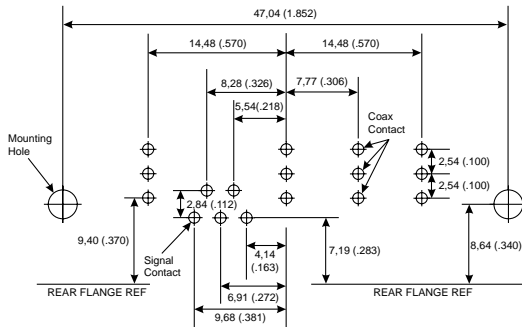 47,04 (1.852)
14,48 (.570)
14,48 (.570)
8,28 (.326)
7,77 (.306)
5,54(.218)
Coax
Contact
Mounting
Hole
2,54 (.100)
2,54 (.100)
2,84 (.112)
9,40 (.370)
Signal
Contact
4,14
(.163)
7,19 (.283)
8,64 (.340)
6,91 (.272)
REAR FLANGE REF
REAR FLANGE REF
9,68 (.381)